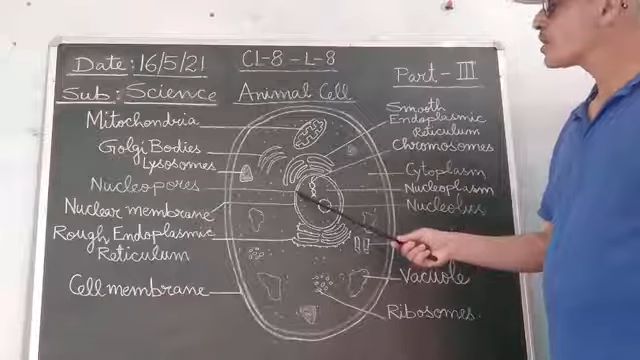 Date: 16/5/21
Cl-8-L-8
Part-III
Sub: Science
Animal Cell
Mitochondria
Golgi Bodies
Lysosomes
Nucleopores
Nuclear membrane
Rough Endoplasmic
Reticulum
Cell membrane
Smooth
Endoplasmic
Reticulum
Chromosomes
Cytoplasm
Nucleoplasm
Nucleolus
Vacuole
Ribosomes.